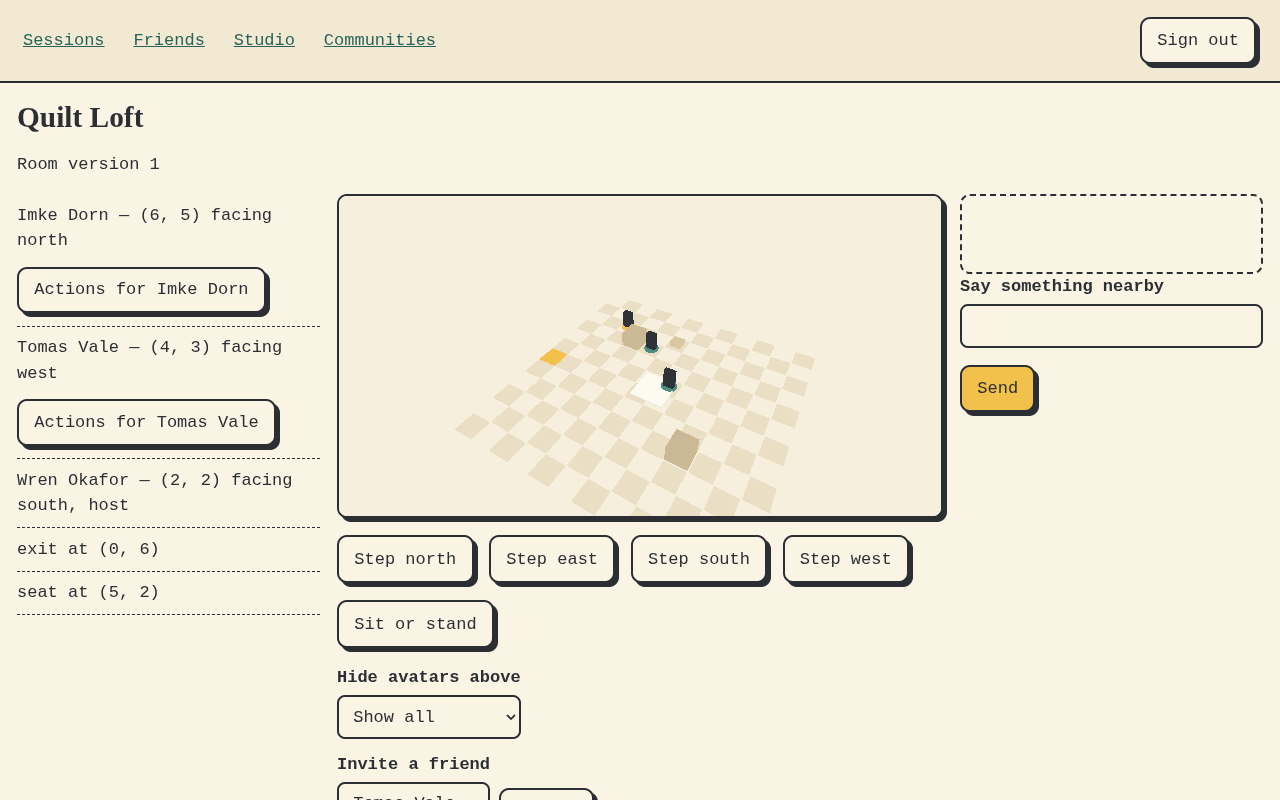 Sessions Friends Studio Communities Sign out
Quilt Loft
Room version 1
Imke Dorn — (6, 5) facing
north
Actions for Imke Dorn
Tomas Vale — (4, 3) facing
west
Actions for Tomas Vale
Wren Okafor — (2, 2) facing
south, host
exit at (0, 6)
seat at (5, 2)
Step north Step east Step south Step west
Sit or stand
Hide avatars above
Show all
Invite a friend
Tomas Vale
Say something nearby
Send